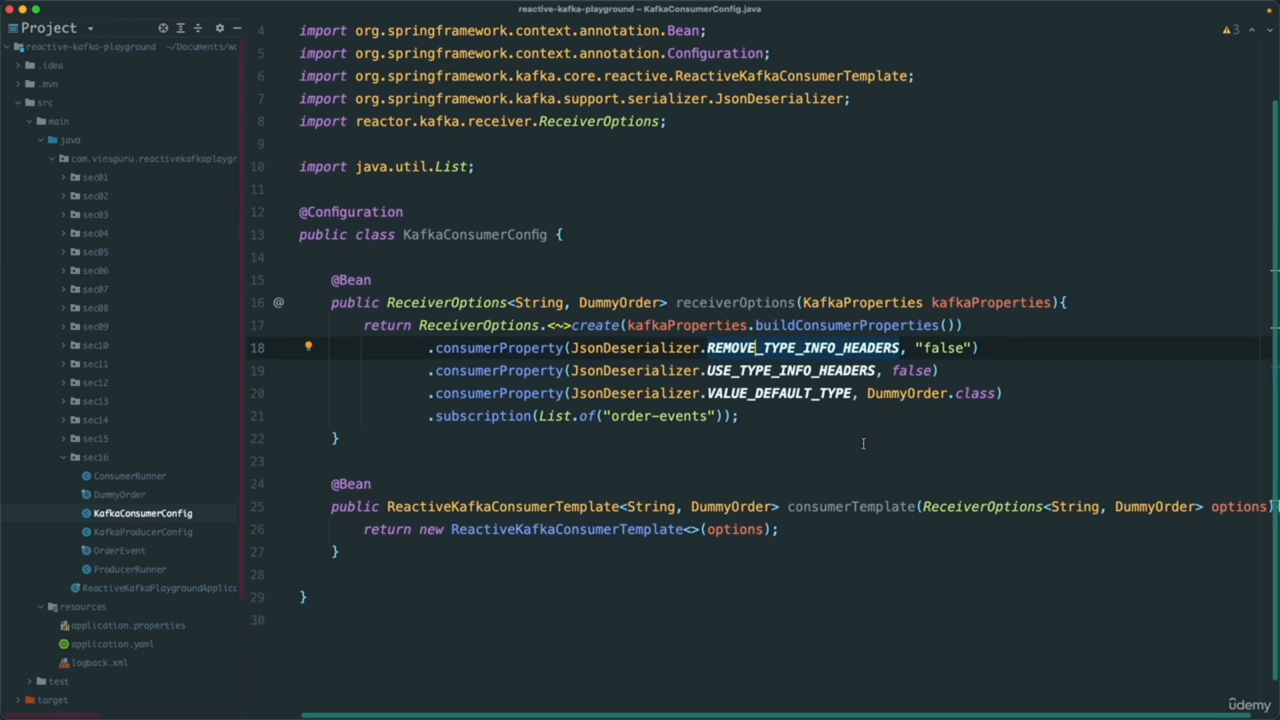 reactive-kafka-playground – KafkaConsumerConfig.java
Project
reactive-kafka-playground ~/Documents/wo
.idea
.mvn
src
main
java
com.vinsguru.reactivekafkaplaygr
sec01
sec02
sec03
sec04
sec05
sec06
sec07
sec08
sec09
sec10
sec11
sec12
sec13
sec14
sec15
sec16
ConsumerRunner
DummyOrder
KafkaConsumerConfig
KafkaProducerConfig
OrderEvent
ProducerRunner
ReactiveKafkaPlaygroundApplica
resources
application.properties
application.yaml
logback.xml
test
target
3
4 import org.springframework.context.annotation.Bean;
5 import org.springframework.context.annotation.Configuration;
6 import org.springframework.kafka.core.reactive.ReactiveKafkaConsumerTemplate;
7 import org.springframework.kafka.support.serializer.JsonDeserializer;
8 import reactor.kafka.receiver.ReceiverOptions;
9
10 import java.util.List;
11
12 @Configuration
13 public class KafkaConsumerConfig {
14
15 @Bean
16 @ public ReceiverOptions<String, DummyOrder> receiverOptions(KafkaProperties kafkaProperties){
17 return ReceiverOptions.<~>create(kafkaProperties.buildConsumerProperties())
18 .consumerProperty(JsonDeserializer.REMOVE_TYPE_INFO_HEADERS, "false")
19 .consumerProperty(JsonDeserializer.USE_TYPE_INFO_HEADERS, false)
20 .consumerProperty(JsonDeserializer.VALUE_DEFAULT_TYPE, DummyOrder.class)
21 .subscription(List.of("order-events"));
22 }
23
24 @Bean
25 public ReactiveKafkaConsumerTemplate<String, DummyOrder> consumerTemplate(ReceiverOptions<String, DummyOrder> options){
26 return new ReactiveKafkaConsumerTemplate<>(options);
27 }
28
29 }
30
ûdemy